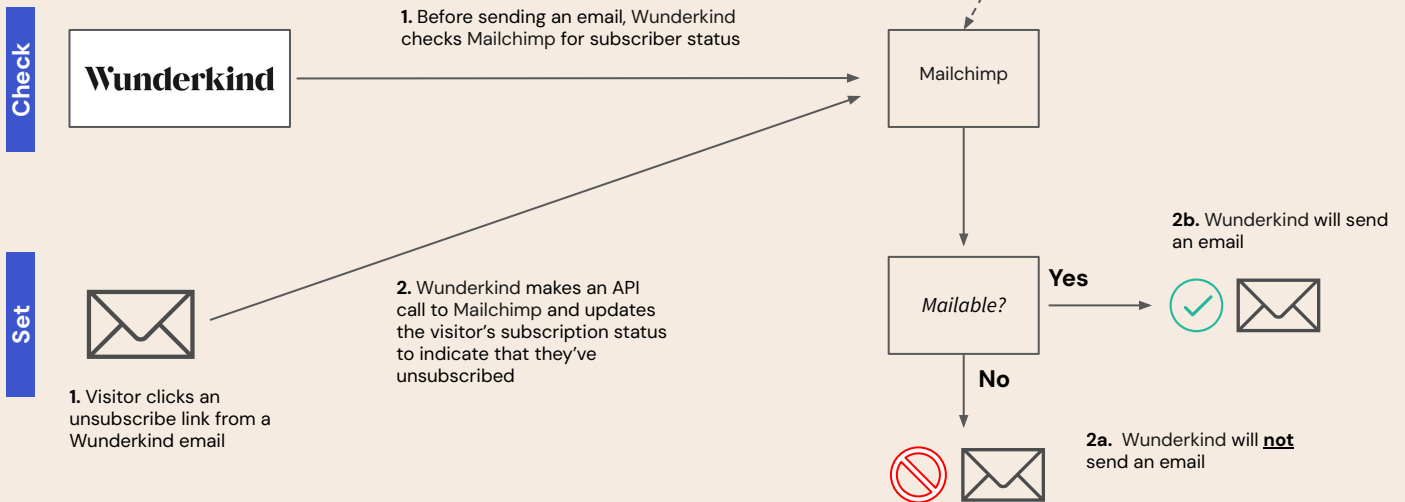 Check
Wunderkind
1. Before sending an email, Wunderkind
checks Mailchimp for subscriber status
Mailchimp
2b. Wunderkind will send
an email
Set
2. Wunderkind makes an API
call to Mailchimp and updates
the visitor's subscription status
to indicate that they've
unsubscribed
Mailable?
Yes
No
1. Visitor clicks an
unsubscribe link from a
Wunderkind email
2a. Wunderkind will not
send an email